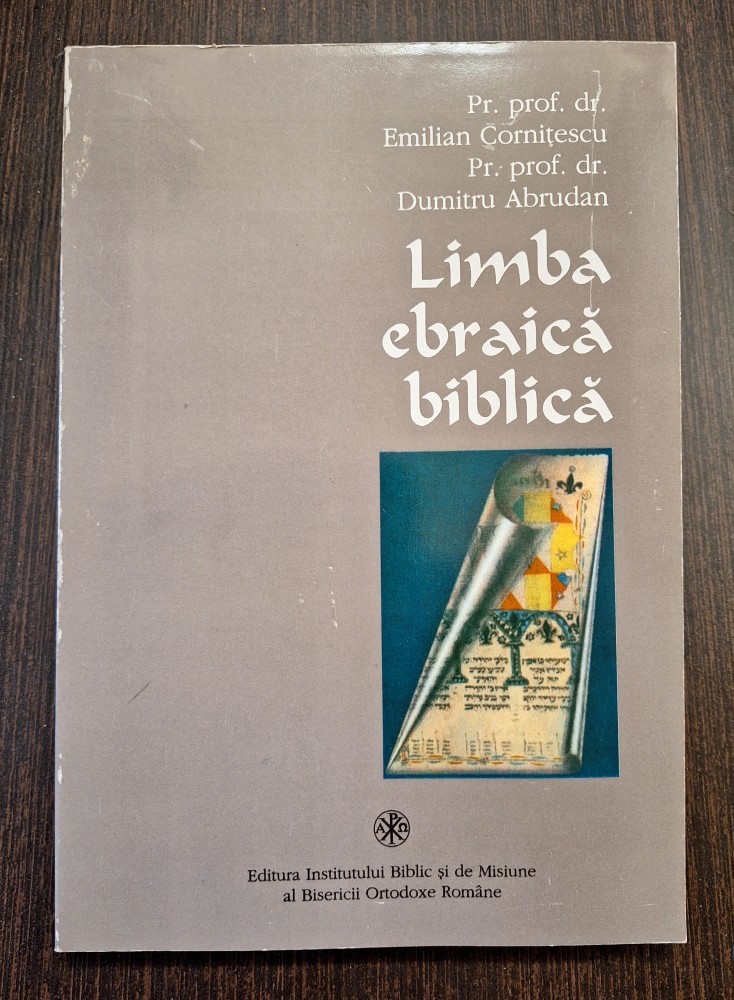 Pr. prof. dr.
Emilian Cornițescu
Pr. prof. dr.
Dumitru Abrudan
Limba
ebraică
biblică
Α Ρ Ω
Editura Institutului Biblic și de Misiune
al Bisericii Ortodoxe Române